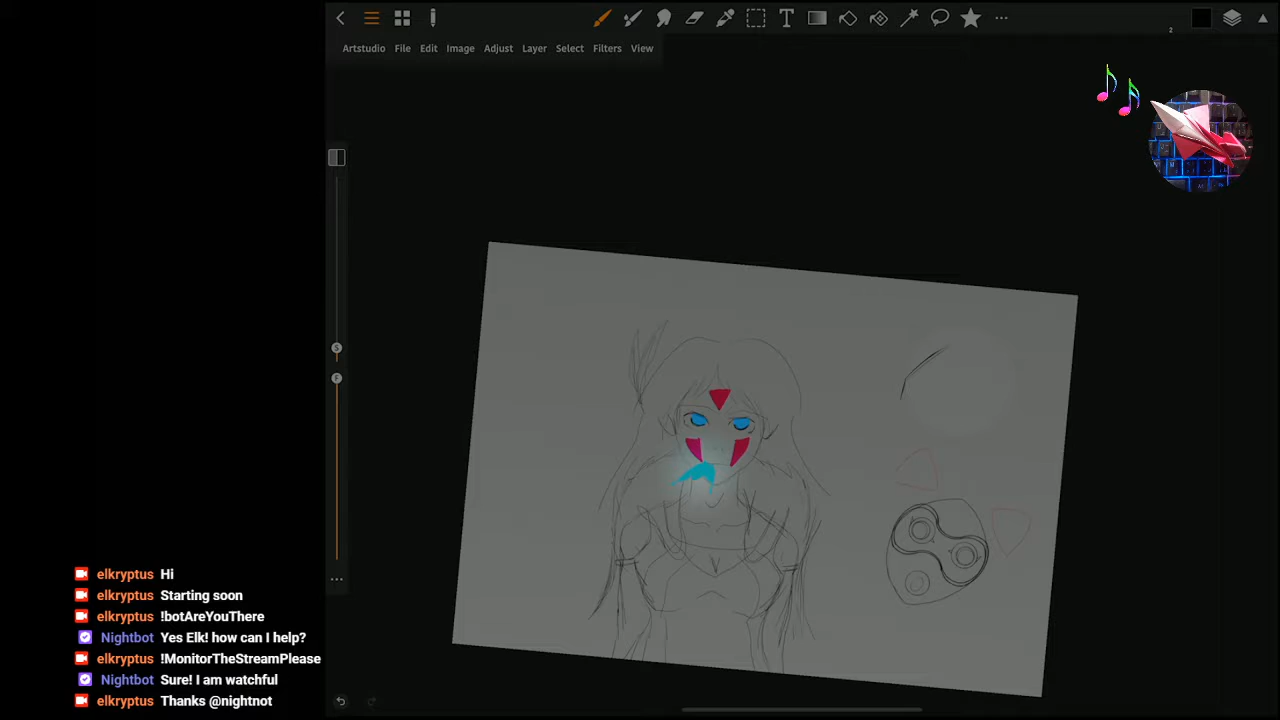 Artstudio File Edit Image Adjust Layer Select Filters View
2
S
F
elkryptus Hi
elkryptus Starting soon
elkryptus !botAreYouThere
Nightbot Yes Elk! how can I help?
elkryptus !MonitorTheStreamPlease
Nightbot Sure! I am watchful
elkryptus Thanks @nightnot